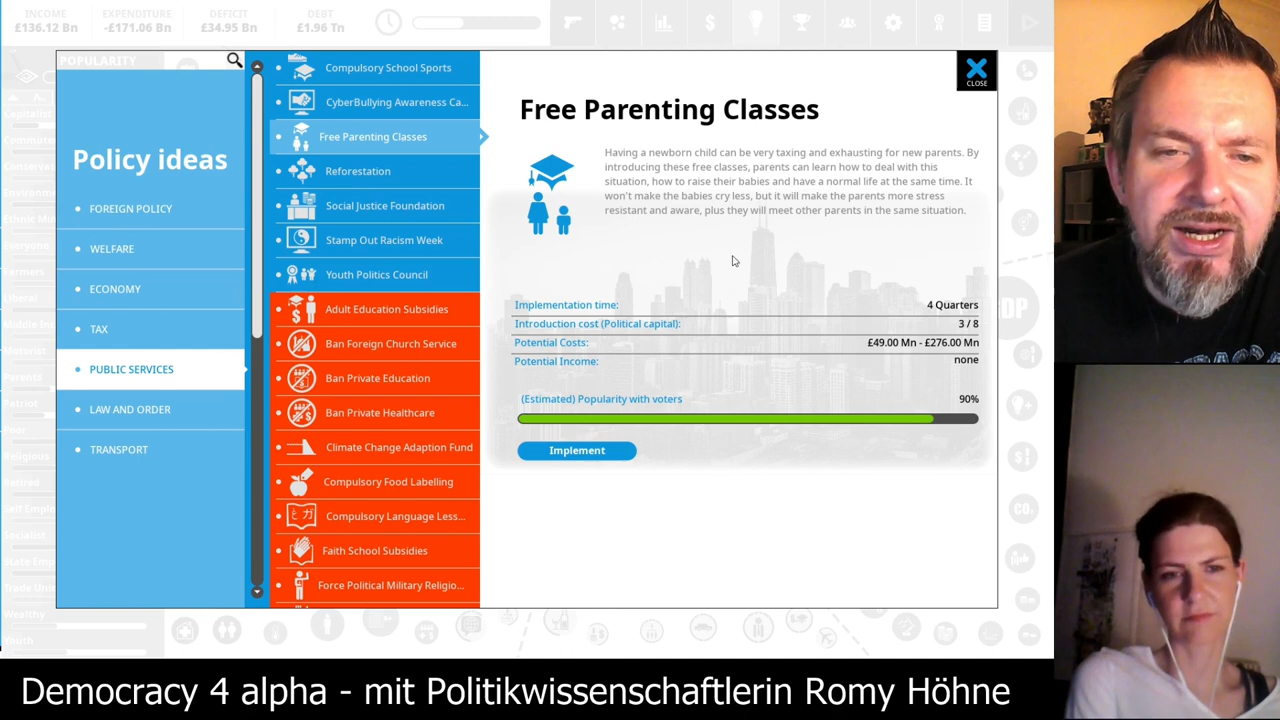 INCOME
£136.12 Bn
EXPENDITURE
-£171.06 Bn
DEFICIT
£34.95 Bn
DEBT
£1.96 Tn
POPULARITY
Policy ideas
FOREIGN POLICY
WELFARE
ECONOMY
TAX
PUBLIC SERVICES
LAW AND ORDER
TRANSPORT
Compulsory School Sports
CyberBullying Awareness Ca...
Free Parenting Classes
Reforestation
Social Justice Foundation
Stamp Out Racism Week
Youth Politics Council
Adult Education Subsidies
Ban Foreign Church Service
Ban Private Education
Ban Private Healthcare
Climate Change Adaption Fund
Compulsory Food Labelling
Compulsory Language Less...
Faith School Subsidies
Force Political Military Religio...
CLOSE
Free Parenting Classes
Having a newborn child can be very taxing and exhausting for new parents. By
introducing these free classes, parents can learn how to deal with this
situation, how to raise their babies and have a normal life at the same time. It
won't make the babies cry less, but it will make the parents more stress
resistant and aware, plus they will meet other parents in the same situation.
Implementation time: 4 Quarters
Introduction cost (Political capital): 3 / 8
Potential Costs: £49.00 Mn - £276.00 Mn
Potential Income: none
(Estimated) Popularity with voters 90%
Implement
Wealthy
Youth
Democracy 4 alpha - mit Politikwissenschaftlerin Romy Höhne